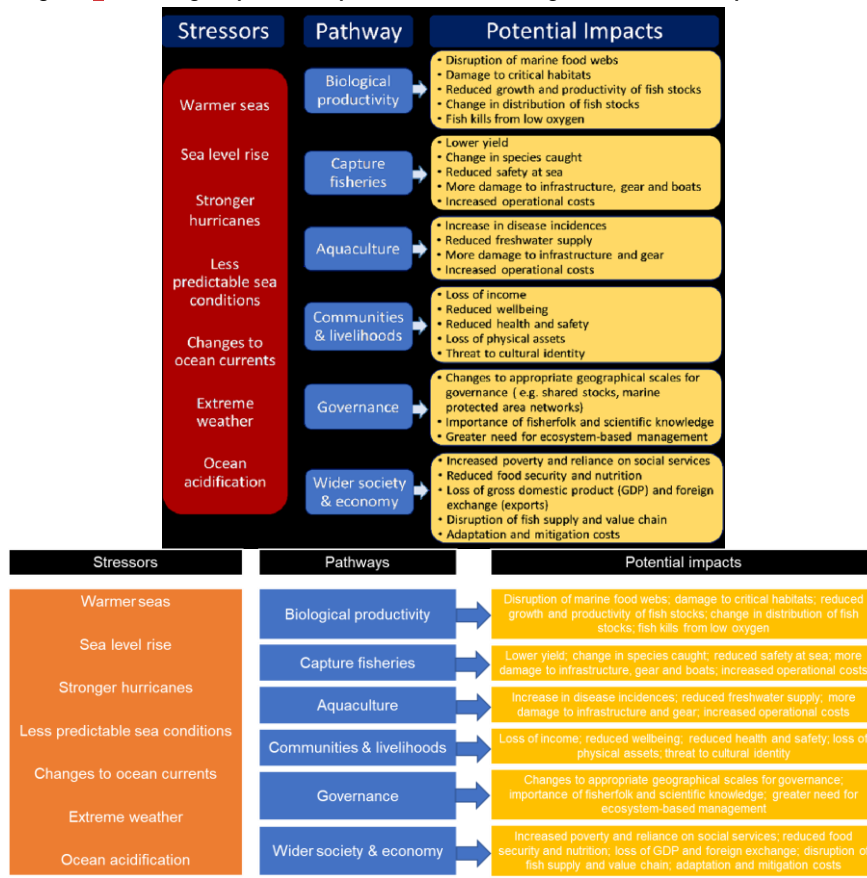 Stressors
Pathway
Potential Impacts
Warmer seas
Sea level rise
Stronger
hurricanes
Less
predictable sea
conditions
Changes to
ocean currents
Extreme
weather
Ocean
acidification
Biological
productivity
• Disruption of marine food webs
• Damage to critical habitats
• Reduced growth and productivity of fish stocks
• Change in distribution of fish stocks
• Fish kills from low oxygen
Capture
fisheries
• Lower yield
• Change in species caught
• Reduced safety at sea
• More damage to infrastructure, gear and boats
• Increased operational costs
Aquaculture
• Increase in disease incidences
• Reduced freshwater supply
• More damage to infrastructure and gear
• Increased operational costs
Communities
& livelihoods
• Loss of income
• Reduced wellbeing
• Reduced health and safety
• Loss of physical assets
• Threat to cultural identity
Governance
• Changes to appropriate geographical scales for
governance ( e.g. shared stocks, marine
protected area networks)
• Importance of fisherfolk and scientific knowledge
• Greater need for ecosystem-based management
Wider society
& economy
• Increased poverty and reliance on social services
• Reduced food security and nutrition
• Loss of gross domestic product (GDP) and foreign
exchange (exports)
• Disruption of fish supply and value chain
• Adaptation and mitigation costs
Stressors
Pathways
Potential impacts
Warmer seas
Sea level rise
Stronger hurricanes
Less predictable sea conditions
Changes to ocean currents
Extreme weather
Ocean acidification
Biological productivity
Disruption of marine food webs; damage to critical habitats; reduced
growth and productivity of fish stocks; change in distribution of fish
stocks; fish kills from low oxygen
Capture fisheries
Lower yield; change in species caught; reduced safety at sea; more
damage to infrastructure, gear and boats; increased operational costs
Aquaculture
Increase in disease incidences; reduced freshwater supply; more
damage to infrastructure and gear; increased operational costs
Communities & livelihoods
Loss of income; reduced wellbeing; reduced health and safety; loss of
physical assets; threat to cultural identity
Governance
Changes to appropriate geographical scales for governance;
importance of fisherfolk and scientific knowledge; greater need for
ecosystem-based management
Wider society & economy
Increased poverty and reliance on social services; reduced food
security and nutrition; loss of GDP and foreign exchange; disruption of
fish supply and value chain; adaptation and mitigation costs